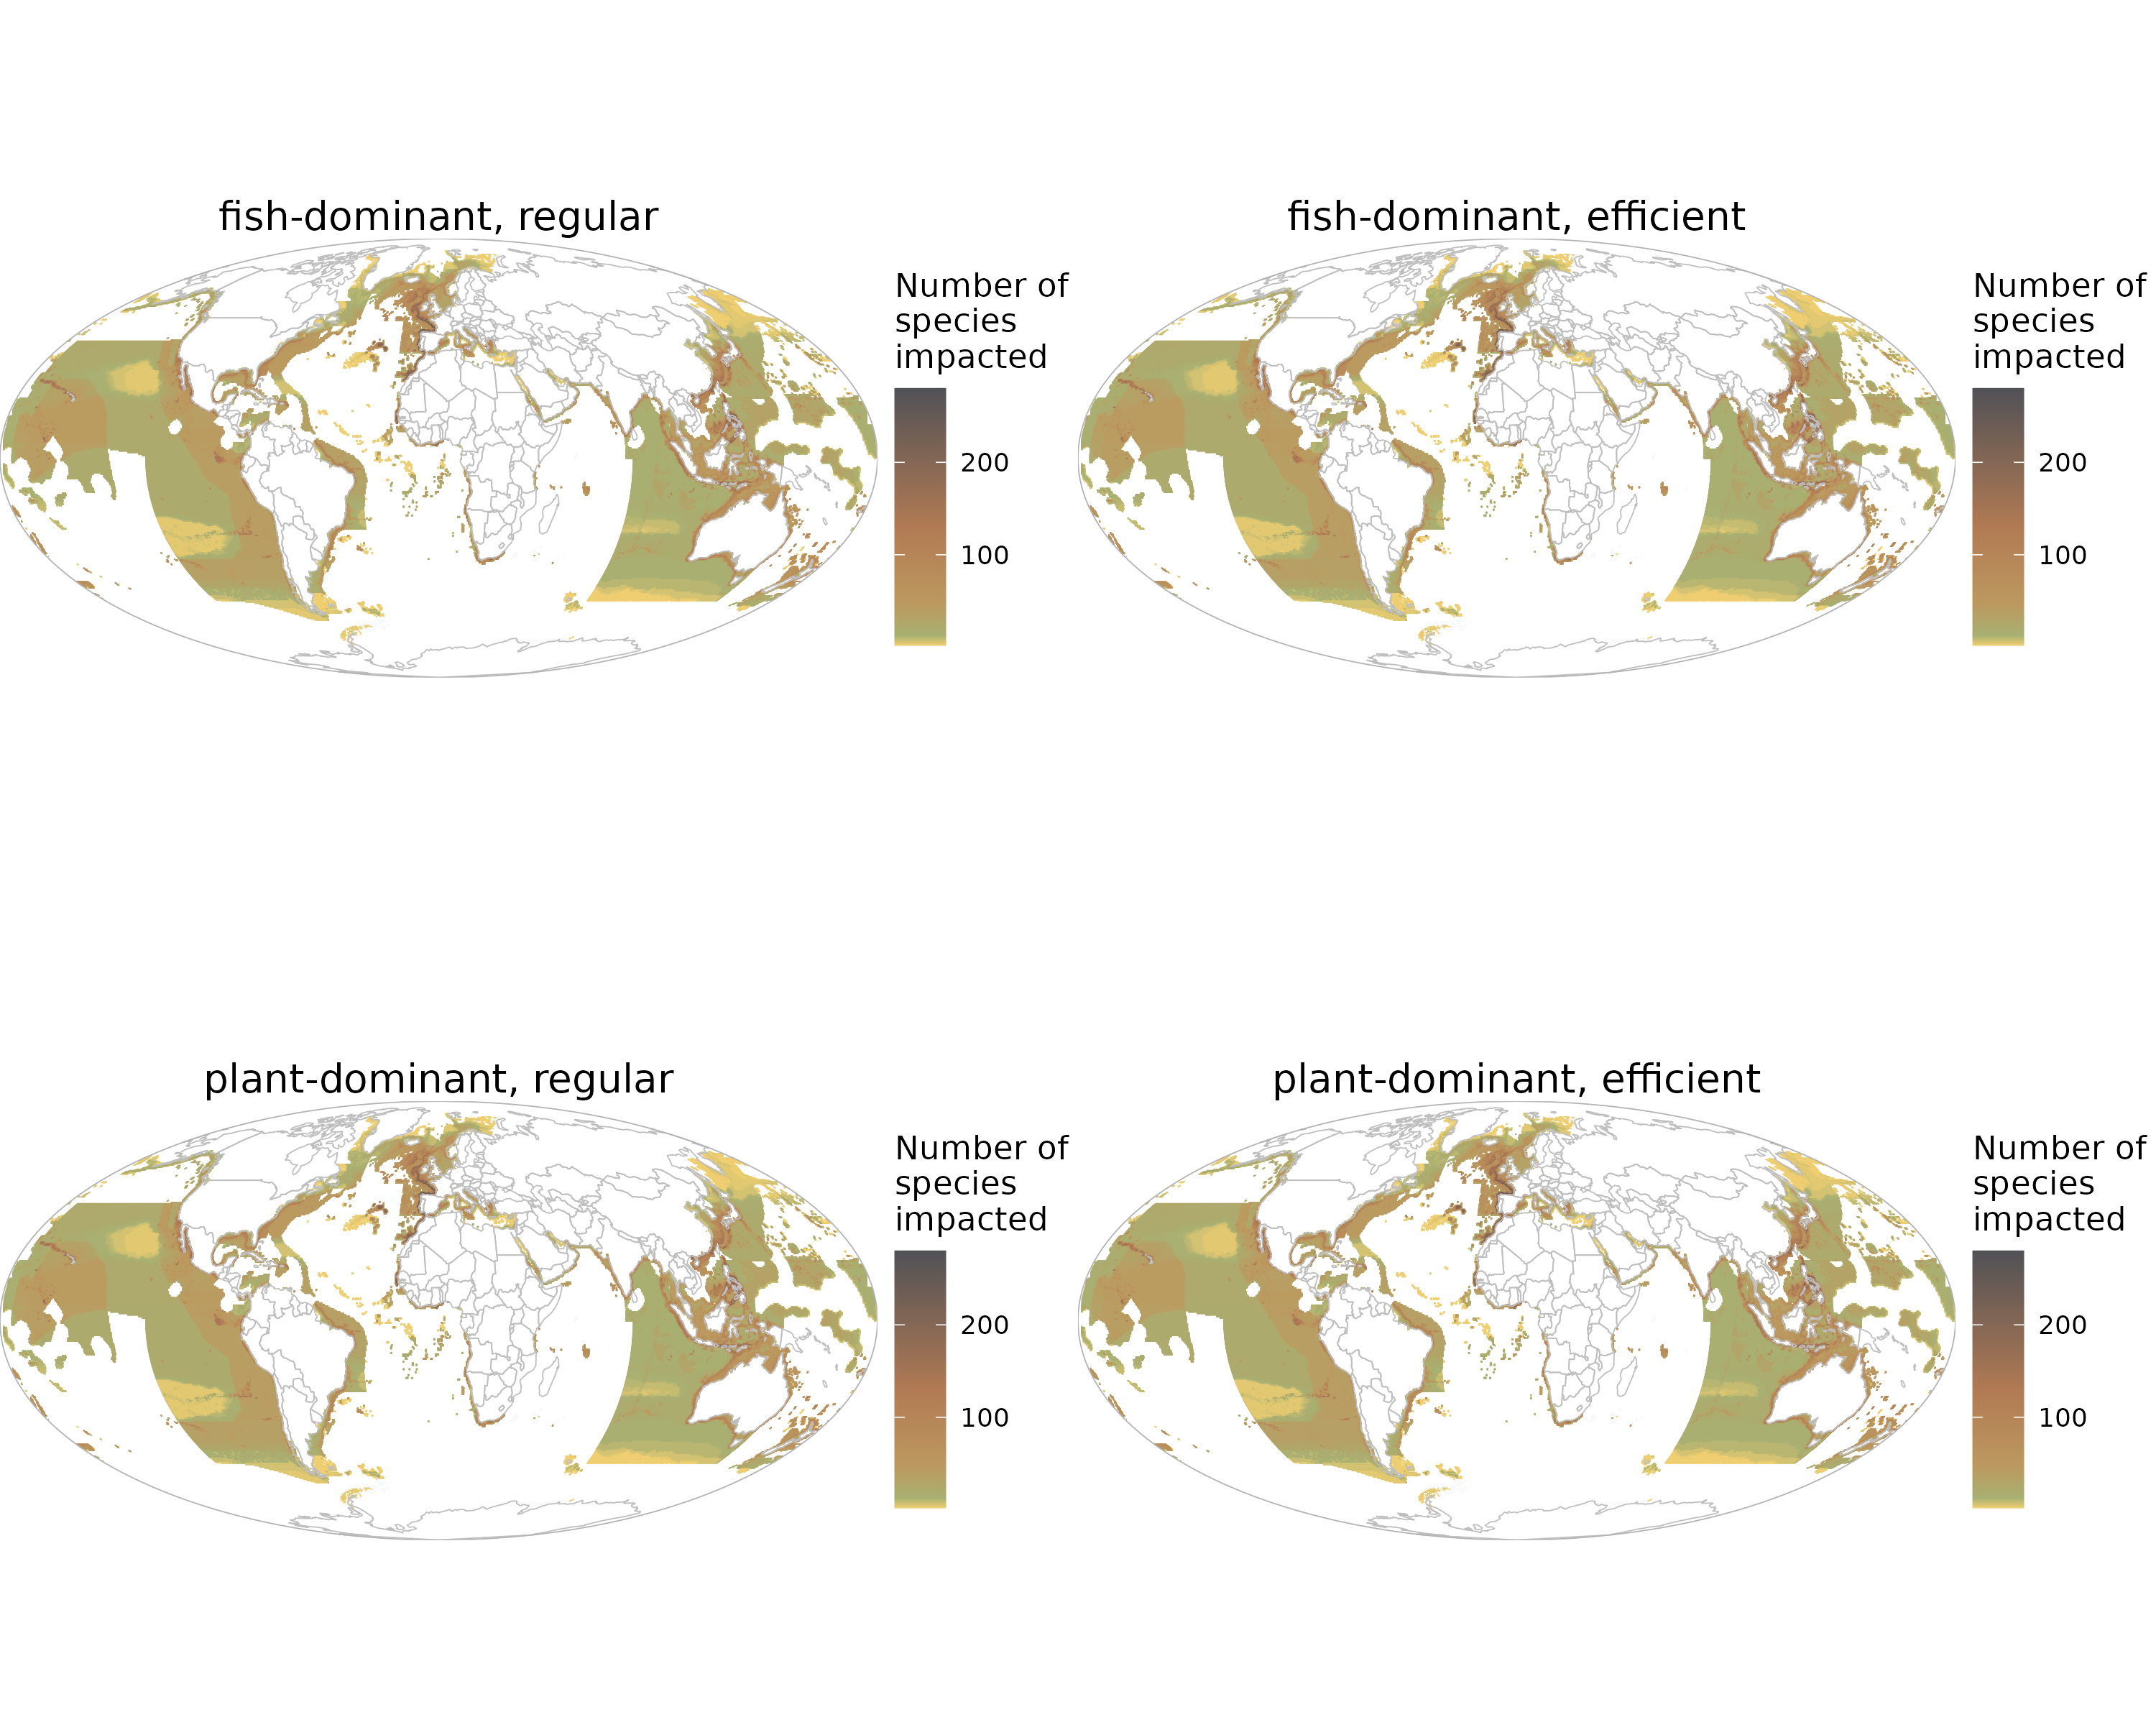 fish-dominant, regular
Number of
species
impacted
200
100
fish-dominant, efficient
Number of
species
impacted
200
100
plant-dominant, regular
Number of
species
impacted
200
100
plant-dominant, efficient
Number of
species
impacted
200
100